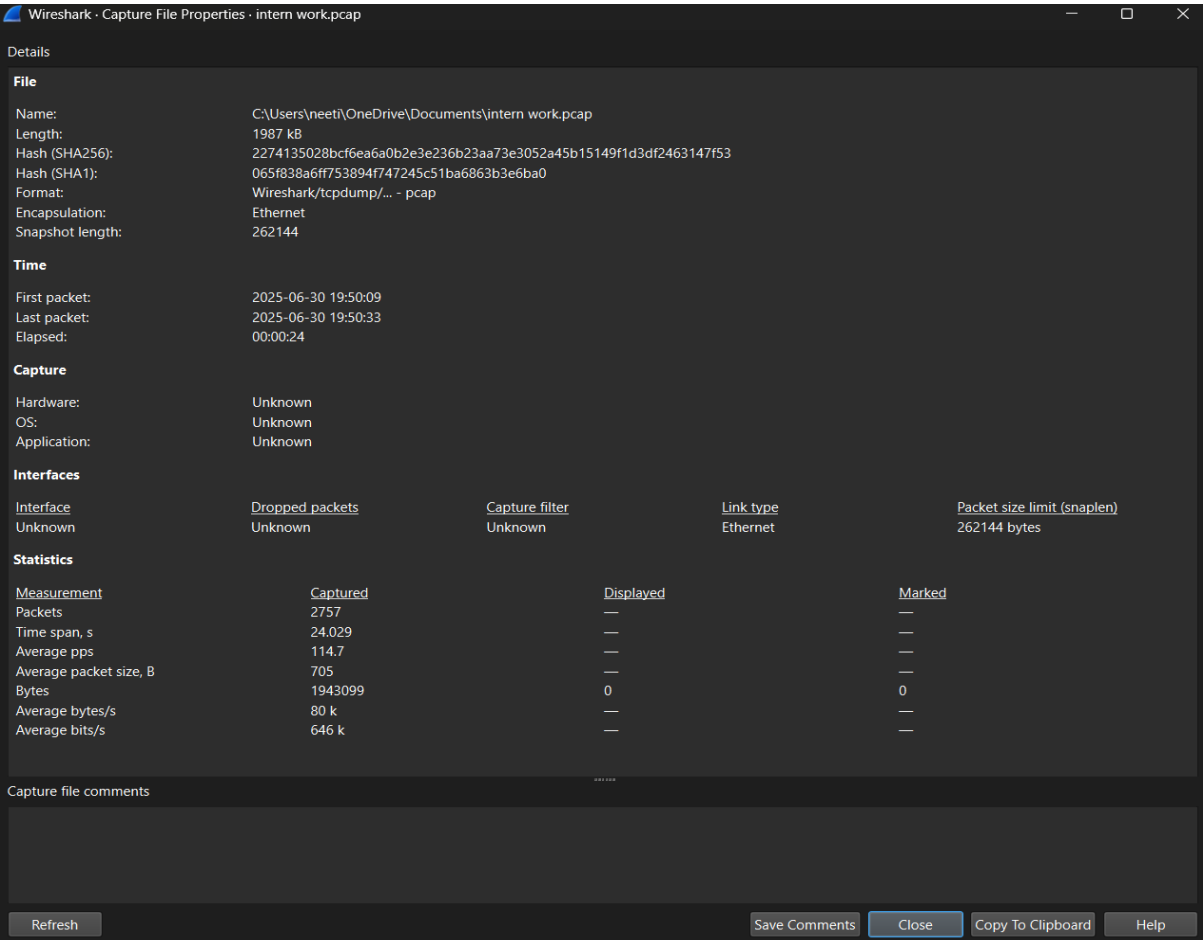 Wireshark · Capture File Properties · intern work.pcap
Details
File
Name: C:\Users\neeti\OneDrive\Documents\intern work.pcap
Length: 1987 kB
Hash (SHA256): 2274135028bcf6ea6a0b2e3e236b23aa73e3052a45b15149f1d3df2463147f53
Hash (SHA1): 065f838a6ff753894f747245c51ba6863b3e6ba0
Format: Wireshark/tcpdump/... - pcap
Encapsulation: Ethernet
Snapshot length: 262144
Time
First packet: 2025-06-30 19:50:09
Last packet: 2025-06-30 19:50:33
Elapsed: 00:00:24
Capture
Hardware: Unknown
OS: Unknown
Application: Unknown
Interfaces
Interface Dropped packets Capture filter Link type Packet size limit (snaplen)
Unknown Unknown Unknown Ethernet 262144 bytes
Statistics
Measurement Captured Displayed Marked
Packets 2757 — —
Time span, s 24.029 — —
Average pps 114.7 — —
Average packet size, B 705 — —
Bytes 1943099 0 0
Average bytes/s 80 k — —
Average bits/s 646 k — —
Capture file comments
Refresh Save Comments Close Copy To Clipboard Help